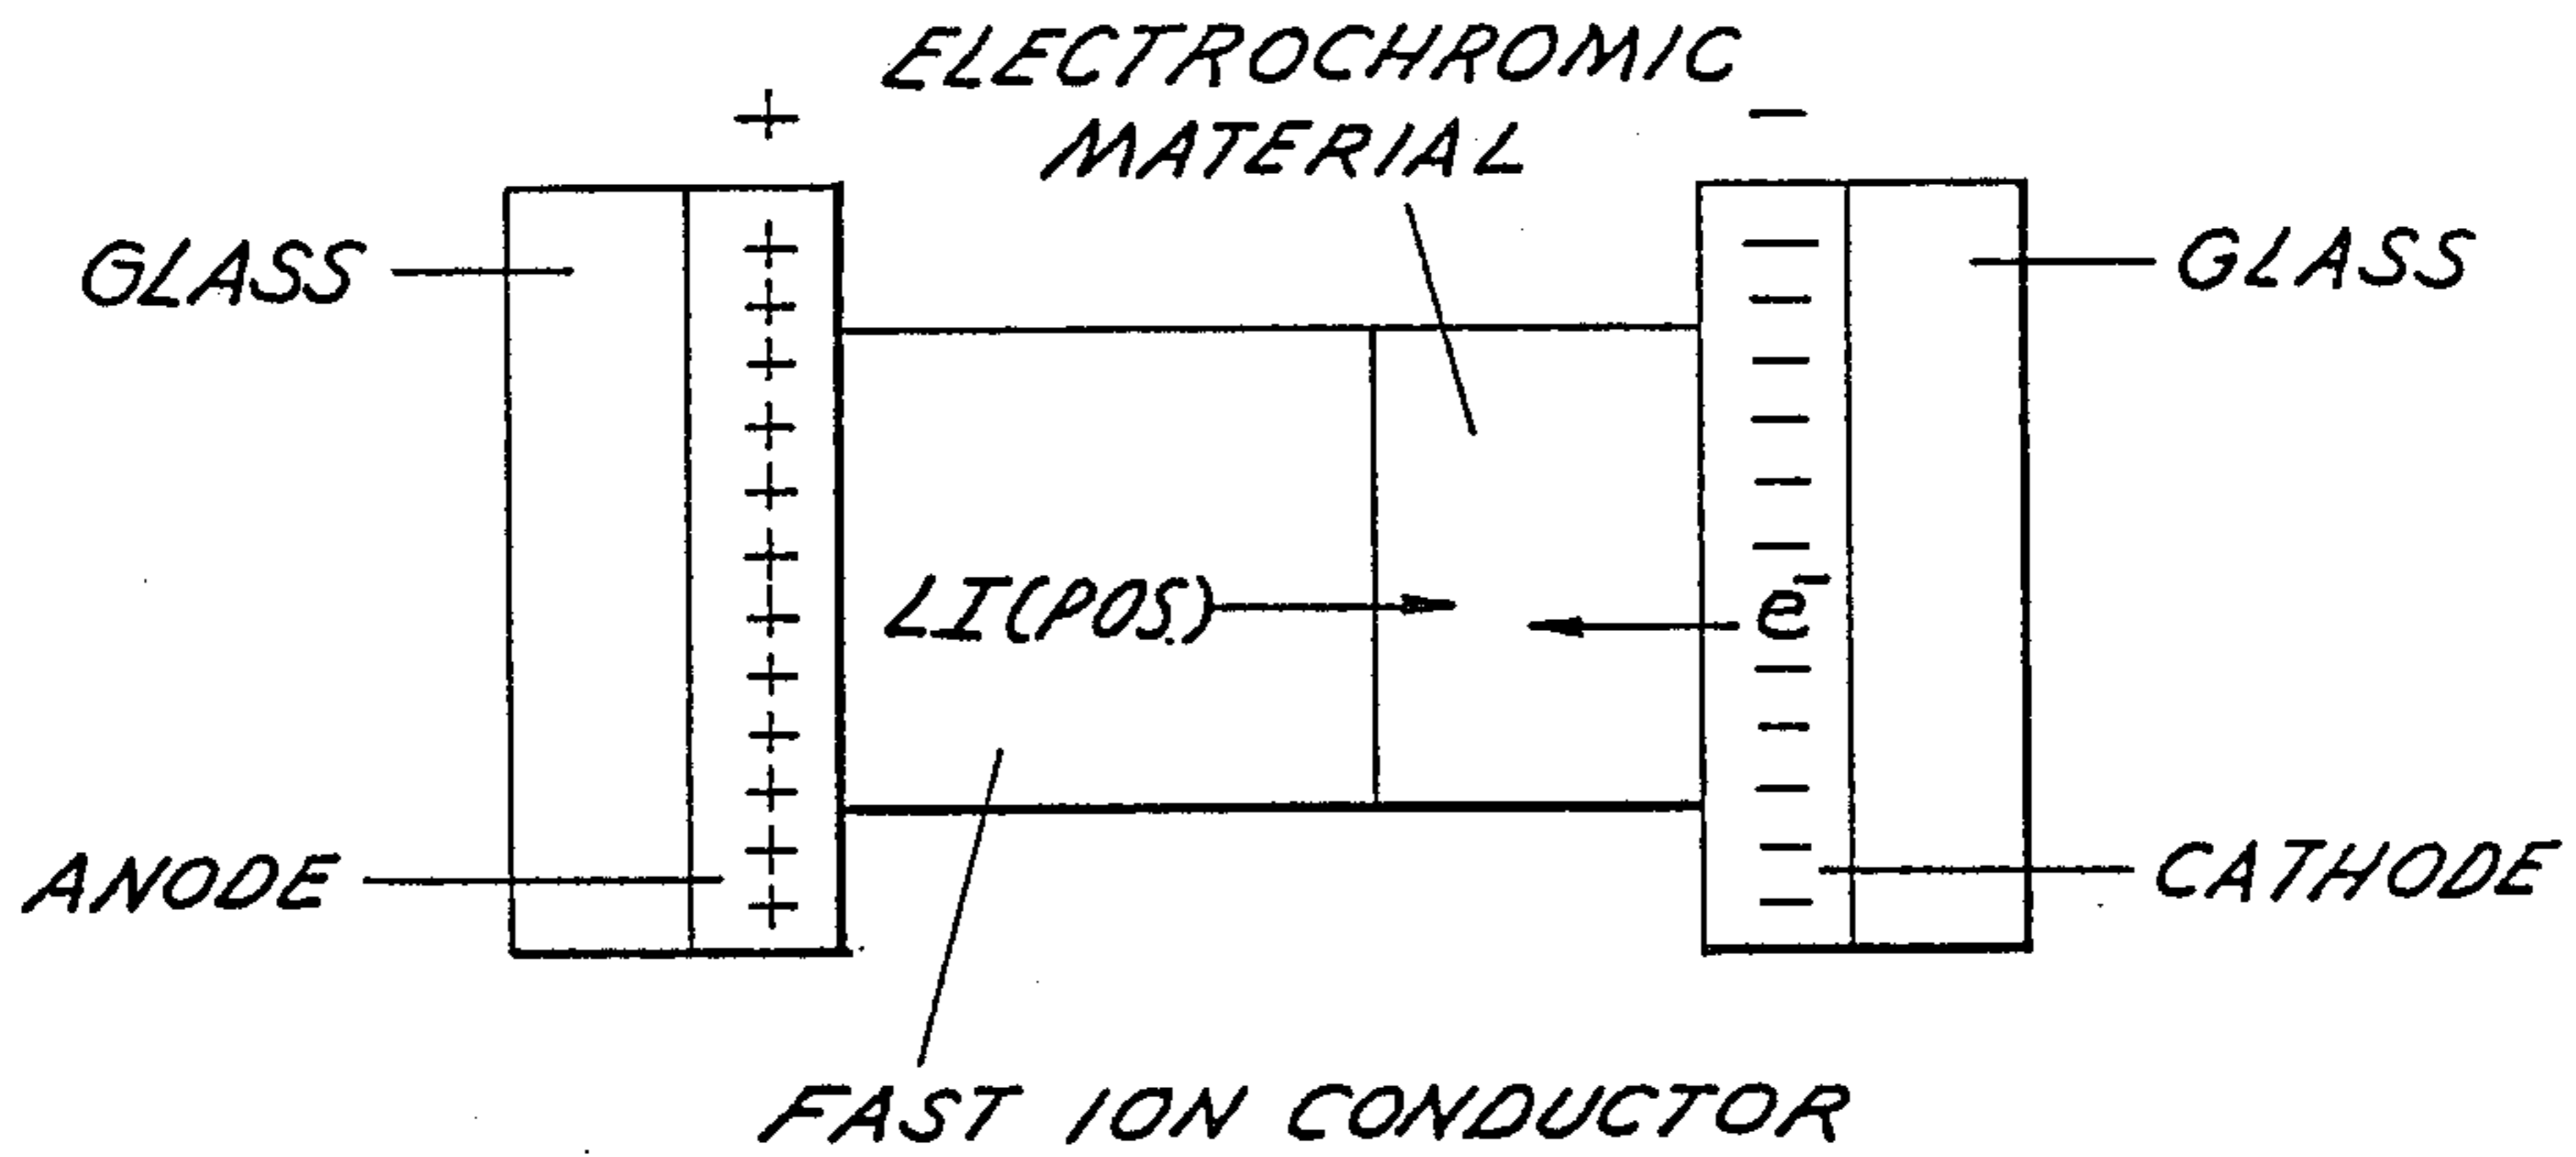 ELECTROCHROMIC
MATERIAL
+
−
GLASS
GLASS
+
+
+
+
+
+
+
+
+
+
+
+
−
−
−
−
−
−
LI(POS.)
e⁻
−
−
−
−
−
ANODE
CATHODE
FAST ION CONDUCTOR